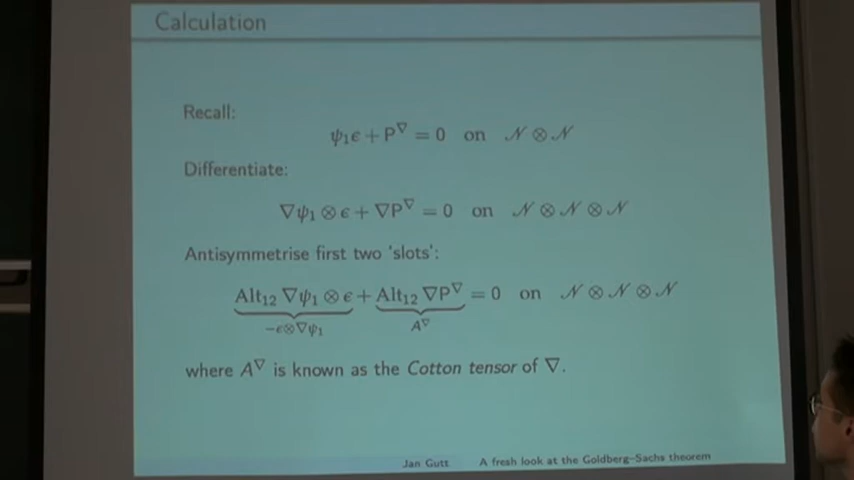 Calculation
Recall:
ψ₁ϵ + P^∇ = 0 on 𝒩 ⊗ 𝒩
Differentiate:
∇ψ₁ ⊗ ϵ + ∇P^∇ = 0 on 𝒩 ⊗ 𝒩 ⊗ 𝒩
Antisymmetrise first two 'slots':
Alt₁₂ ∇ψ₁ ⊗ ϵ + Alt₁₂ ∇P^∇ = 0 on 𝒩 ⊗ 𝒩 ⊗ 𝒩
−ϵ⊗∇ψ₁ A^∇
where A^∇ is known as the Cotton tensor of ∇.
Jan Gutt A fresh look at the Goldberg–Sachs theorem